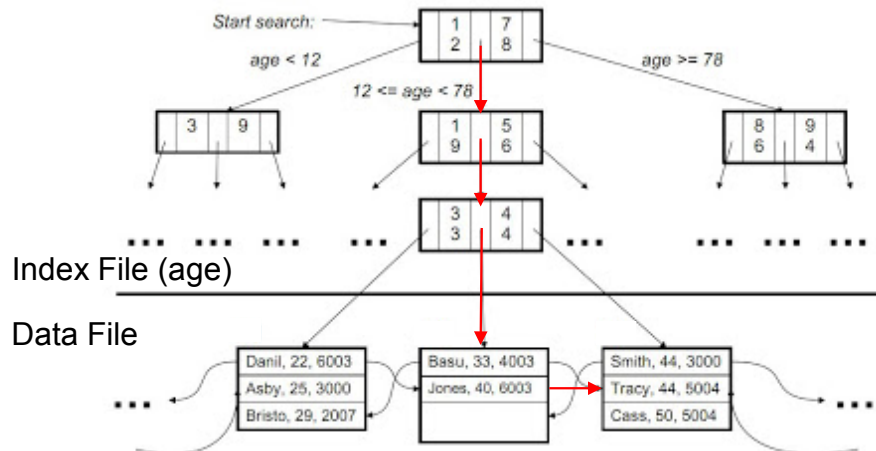 Start search:
1 7
2 8
age < 12
age >= 78
12 <= age < 78
3 9
1 5
9 6
8 9
6 4
... ... ... ... 3 4 ... ... ... ...
3 4
Index File (age)
Data File
Danil, 22, 6003
Basu, 33, 4003
Smith, 44, 3000
Asby, 25, 3000
Jones, 40, 6003
Tracy, 44, 5004
... ...
Bristo, 29, 2007
Cass, 50, 5004